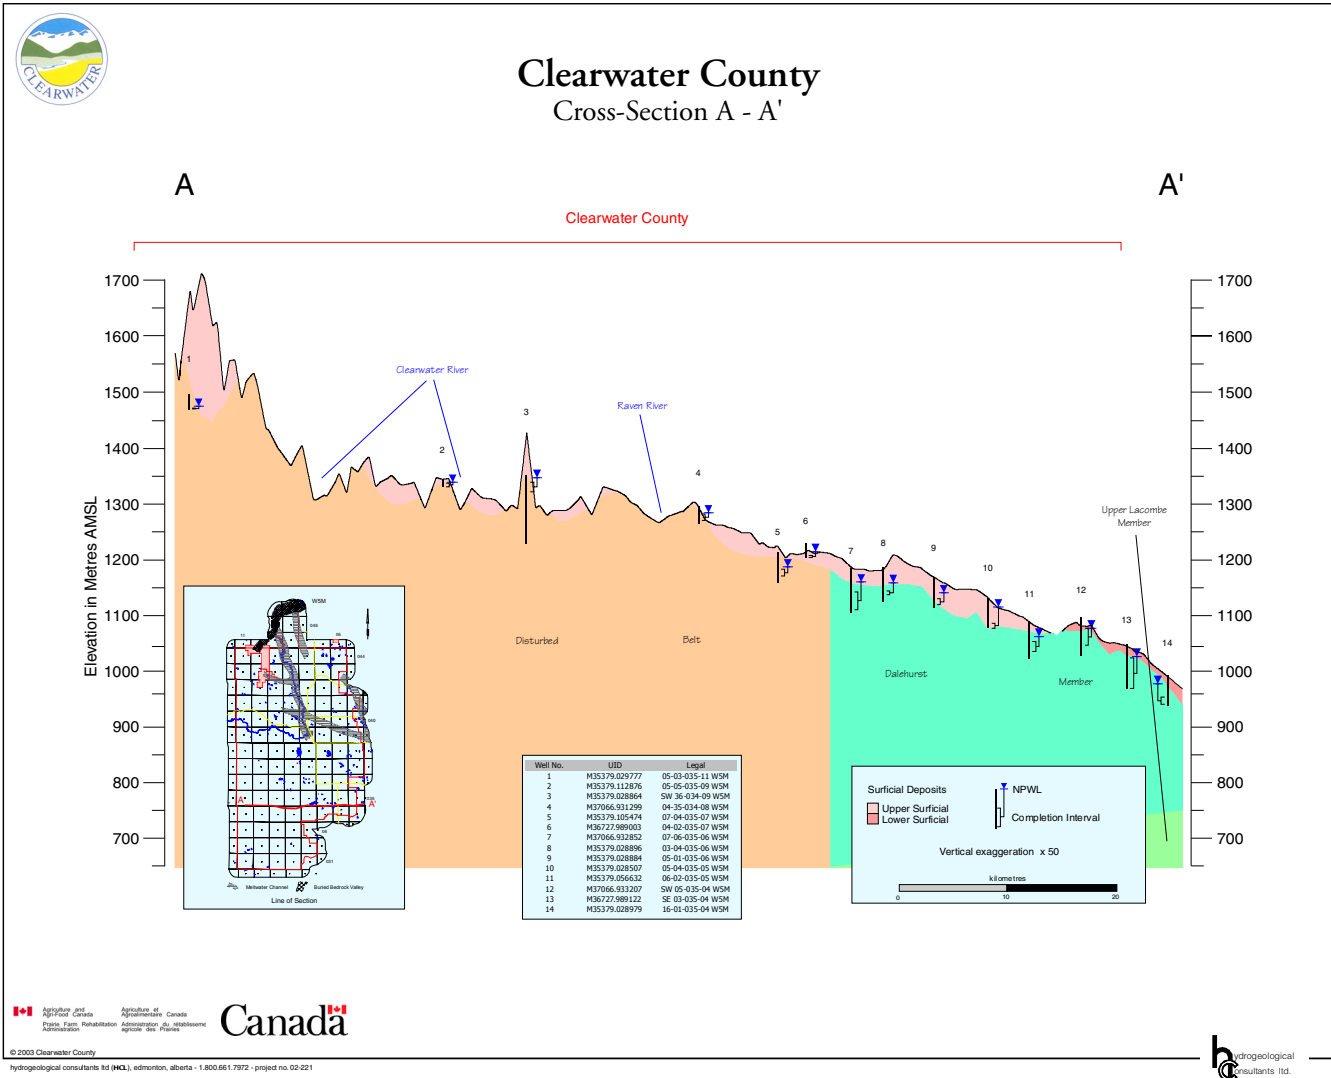 CLEARWATER
Clearwater County
Cross-Section A - A'
A
A'
Clearwater County
1700
1600
1500
1400
1300
1200
1100
1000
900
800
700
Elevation in Metres AMSL
1700
1600
1500
1400
1300
1200
1100
1000
900
800
700
1
2
3
4
5
6
7
8
9
10
11
12
13
14
Clearwater River
Raven River
Upper Lacombe
Member
Disturbed Belt
Dalehurst Member
W5M
11
A
A'
Meltwater Channel
Buried Bedrock Valley
Line of Section
Well No. UID Legal
1 M35379.029777 05-03-035-11 W5M
2 M35379.112876 05-05-035-09 W5M
3 M35379.028864 SW 36-034-09 W5M
4 M37066.931299 04-35-034-08 W5M
5 M35379.105474 07-04-035-07 W5M
6 M36727.989003 04-02-035-07 W5M
7 M37066.932852 07-06-035-06 W5M
8 M35379.028896 03-04-035-06 W5M
9 M35379.028884 05-01-035-06 W5M
10 M35379.028507 05-04-035-05 W5M
11 M35379.056632 06-02-035-05 W5M
12 M37066.933207 SW 05-035-04 W5M
13 M36727.989122 SE 03-035-04 W5M
14 M35379.028979 16-01-035-04 W5M
Surficial Deposits
Upper Surficial
Lower Surficial
NPWL
Completion Interval
Vertical exaggeration x 50
kilometres
0 10 20
Agriculture and
Agri-Food Canada
Agriculture et
Agroalimentaire Canada
Prairie Farm Rehabilitation
Administration
Administration du rétablisseme
agricole des Prairies
Canada
© 2003 Clearwater County
hydrogeological consultants ltd (HCL), edmonton, alberta - 1.800.661.7972 - project no. 02-221
hydrogeological
consultants ltd.